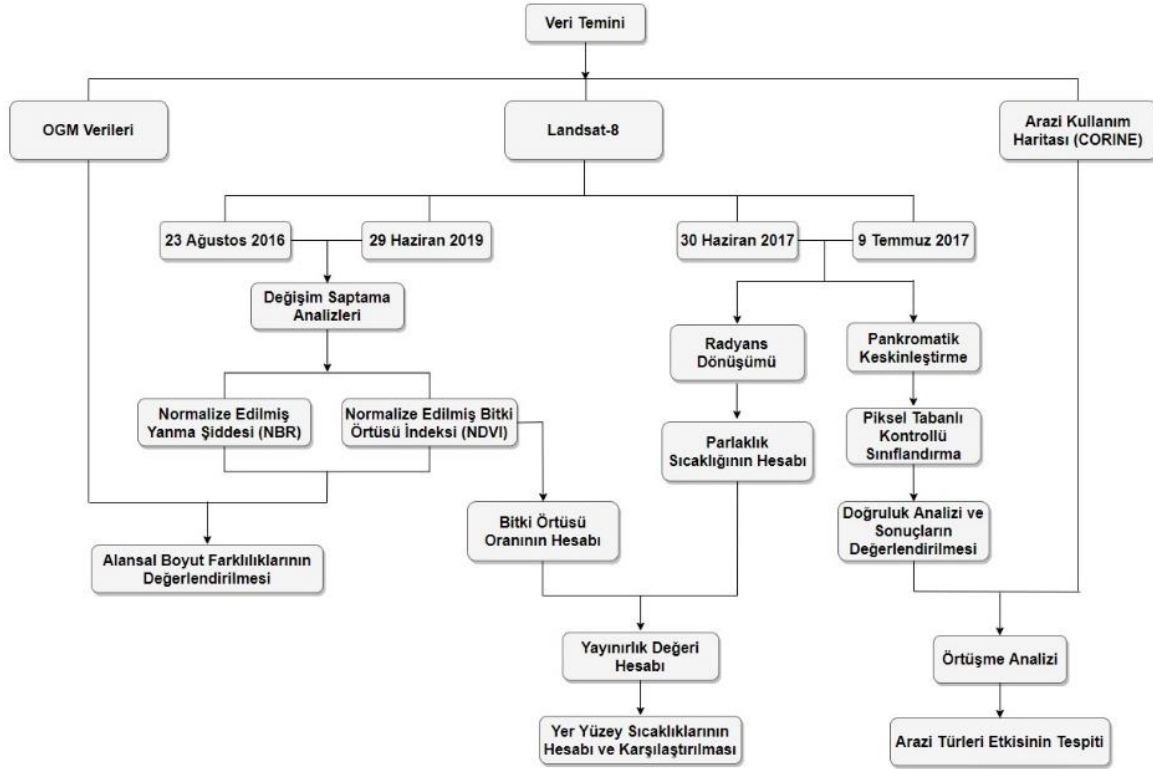 Veri Temini
OGM Verileri
Landsat-8
Arazi Kullanım
Haritası (CORINE)
23 Ağustos 2016
29 Haziran 2019
30 Haziran 2017
9 Temmuz 2017
Değişim Saptama
Analizleri
Radyans
Dönüşümü
Pankromatik
Keskinleştirme
Normalize Edilmiş
Yanma Şiddesi (NBR)
Normalize Edilmiş Bitki
Örtüsü İndeksi (NDVI)
Parlaklık
Sıcaklığının Hesabı
Piksel Tabanlı
Kontrollü
Sınıflandırma
Bitki Örtüsü
Oranının Hesabı
Doğruluk Analizi ve
Sonuçların
Değerlendirilmesi
Alansal Boyut Farklılıklarının
Değerlendirilmesi
Yayınırlık Değeri
Hesabı
Örtüşme Analizi
Yer Yüzey Sıcaklıklarının
Hesabı ve Karşılaştırılması
Arazi Türleri Etkisinin Tespiti